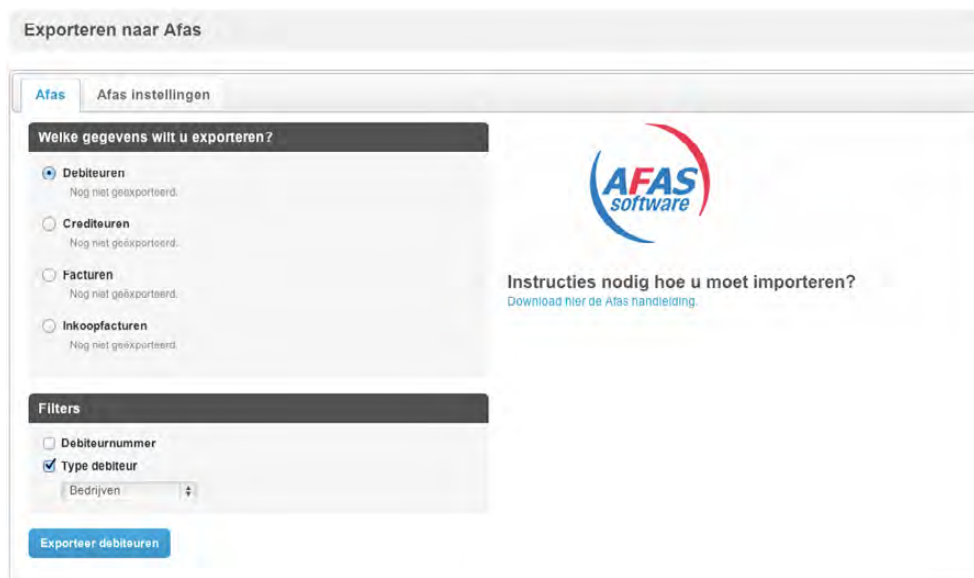 Exporteren naar Afas
Afas
Afas instellingen
Welke gegevens wilt u exporteren?
Debiteuren
Nog niet geëxporteerd.
Crediteuren
Nog niet geëxporteerd.
Facturen
Nog niet geëxporteerd.
Inkoopfacturen
Nog niet geëxporteerd.
Filters
Debiteurnummer
Type debiteur
Bedrijven
Exporteer debiteuren
AFAS
software
Instructies nodig hoe u moet importeren?
Download hier de Afas handleiding.